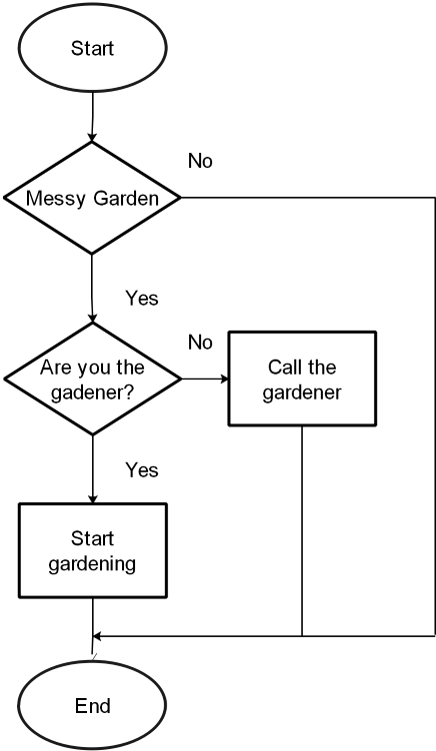 Start
No
Messy Garden
Yes
Are you the
gadener?
No
Call the
gardener
Yes
Start
gardening
End